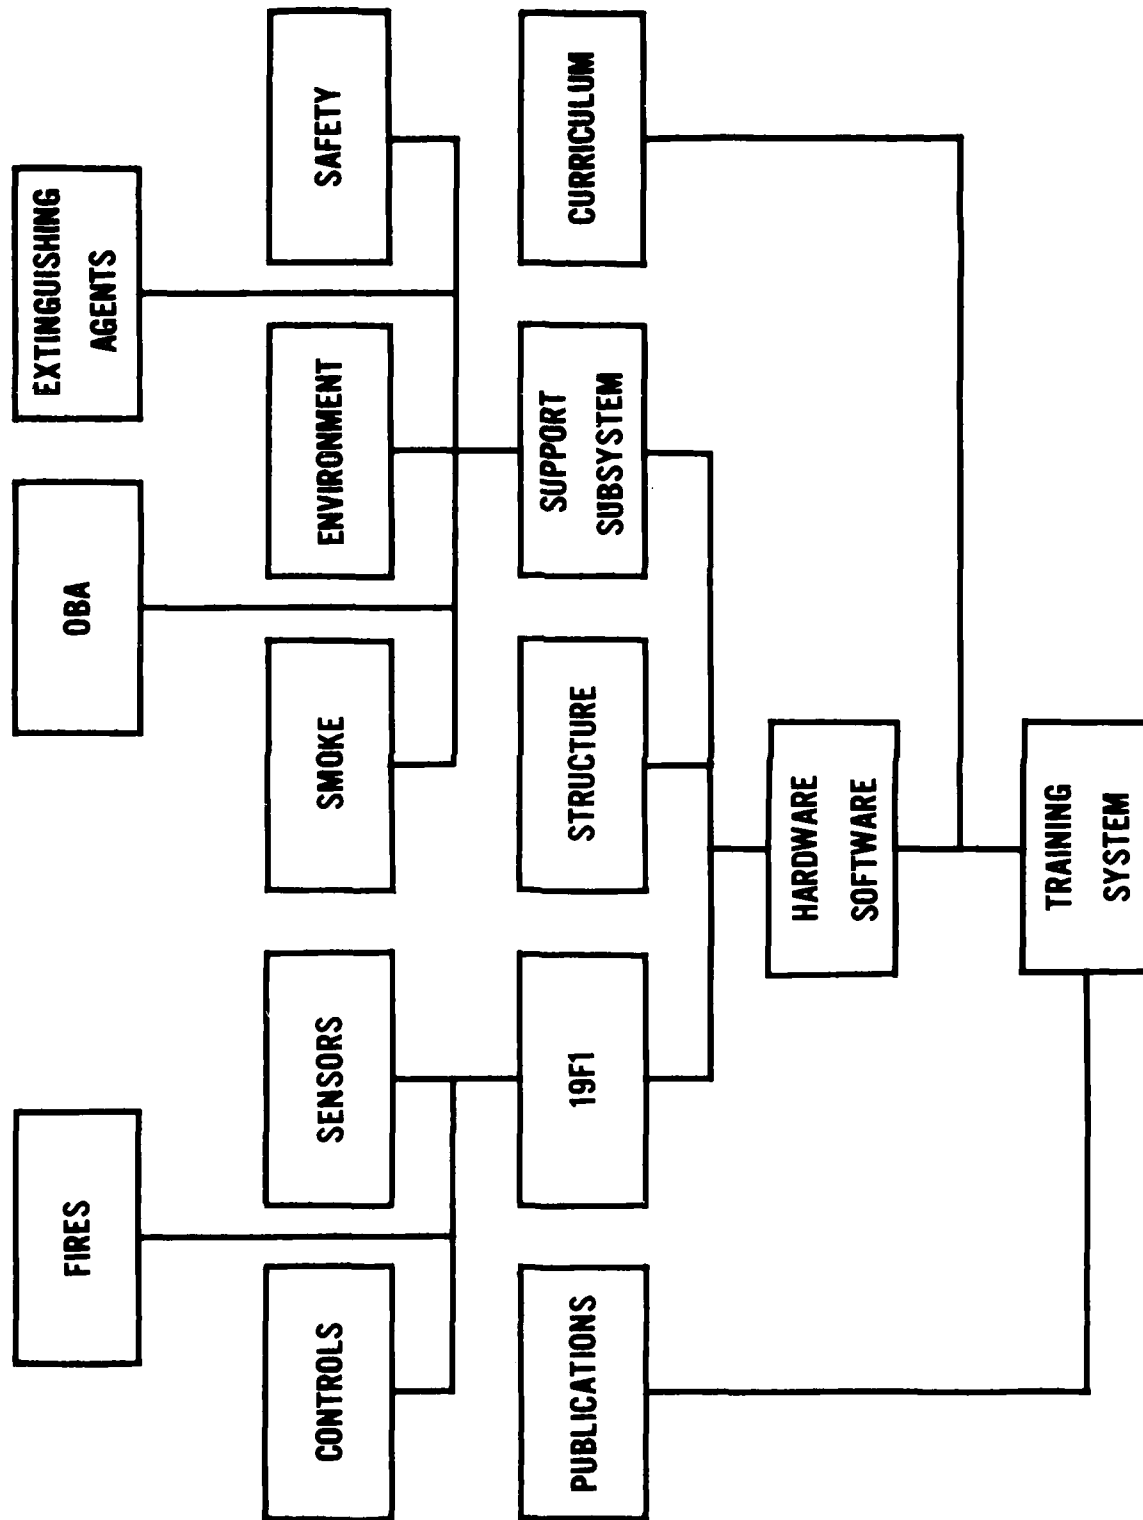 FIRES
OBA
EXTINGUISHING
AGENTS
CONTROLS
SENSORS
SMOKE
ENVIRONMENT
SAFETY
PUBLICATIONS
19F1
STRUCTURE
SUPPORT
SUBSYSTEM
CURRICULUM
HARDWARE
SOFTWARE
TRAINING
SYSTEM